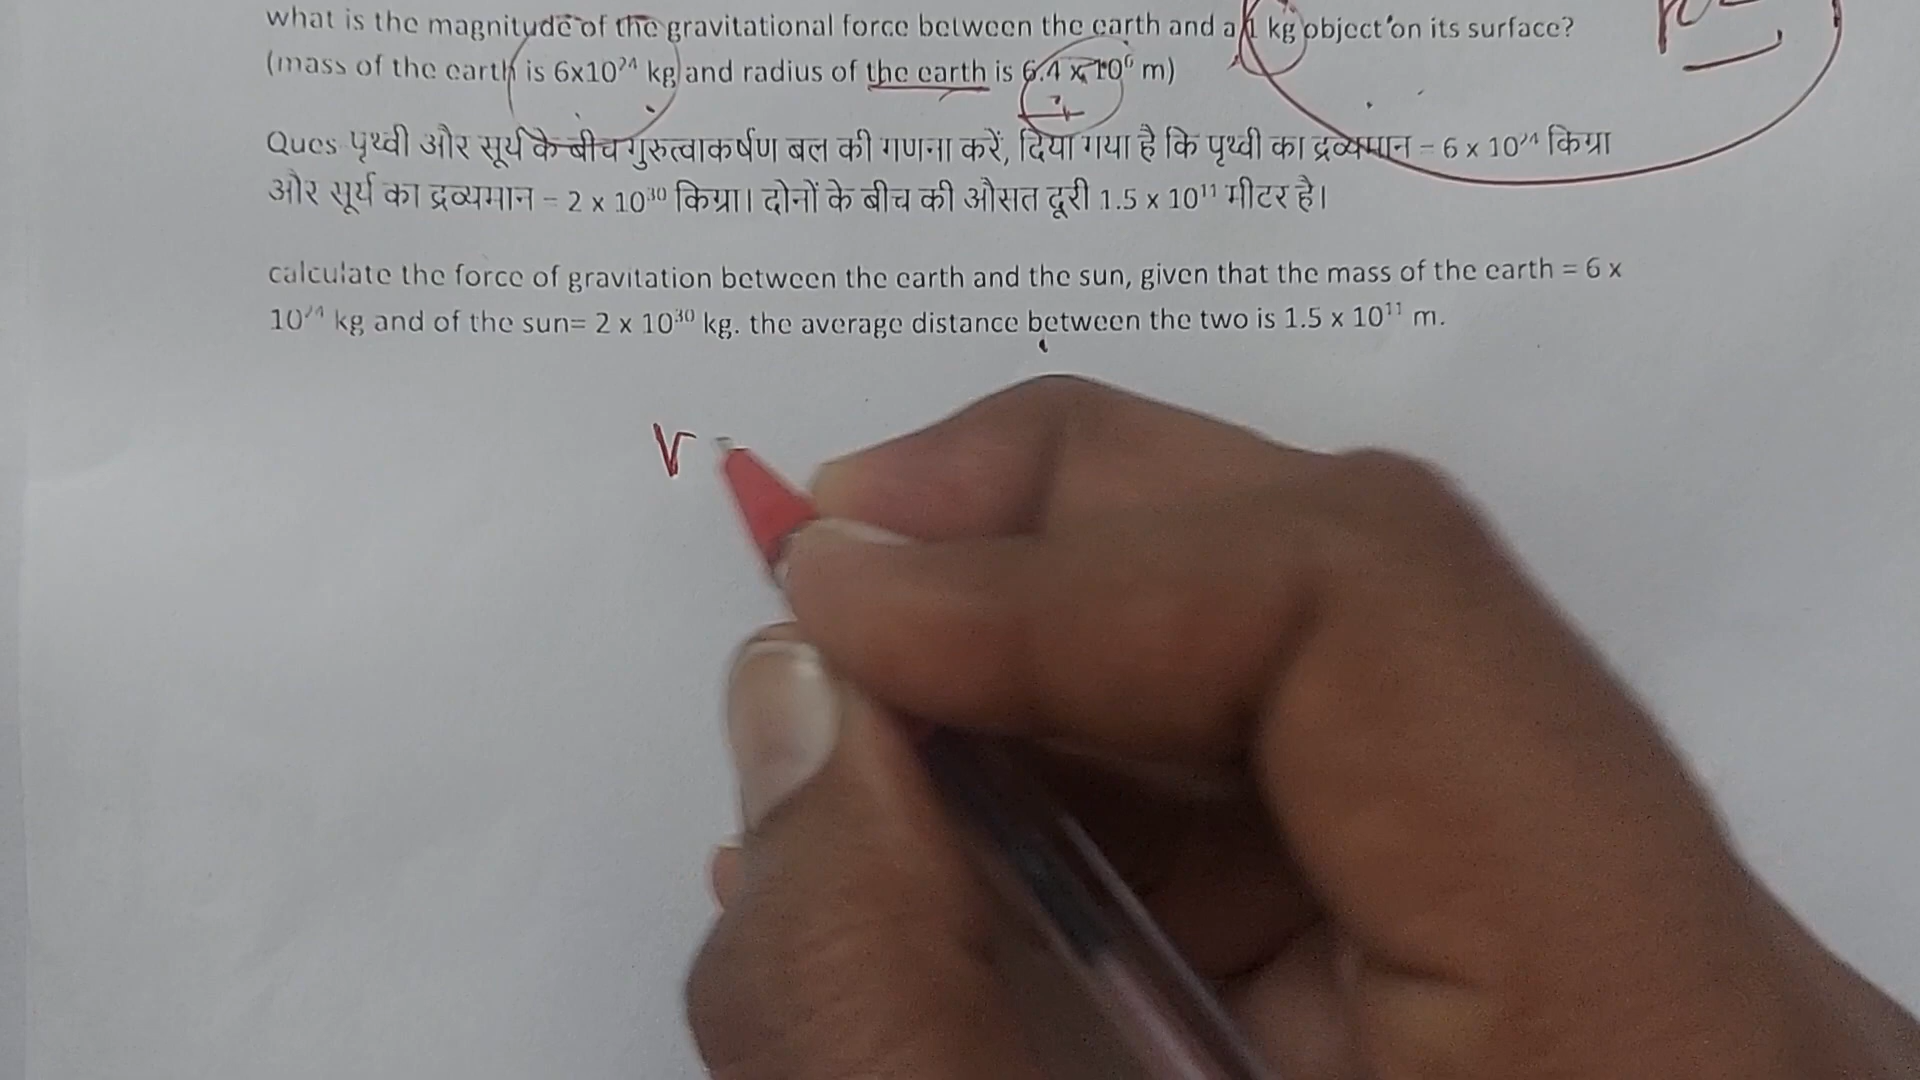 what is the magnitude of the gravitational force between the earth and a 1 kg object on its surface?
(mass of the earth is 6x10²⁴ kg and radius of the earth is 6.4 x 10⁶ m)
Ques पृथ्वी और सूर्य के बीच गुरुत्वाकर्षण बल की गणना करें, दिया गया है कि पृथ्वी का द्रव्यमान = 6 x 10²⁴ किग्रा
और सूर्य का द्रव्यमान = 2 x 10³⁰ किग्रा। दोनों के बीच की औसत दूरी 1.5 x 10¹¹ मीटर है।
calculate the force of gravitation between the earth and the sun, given that the mass of the earth = 6 x
10²⁴ kg and of the sun= 2 x 10³⁰ kg. the average distance between the two is 1.5 x 10¹¹ m.
r